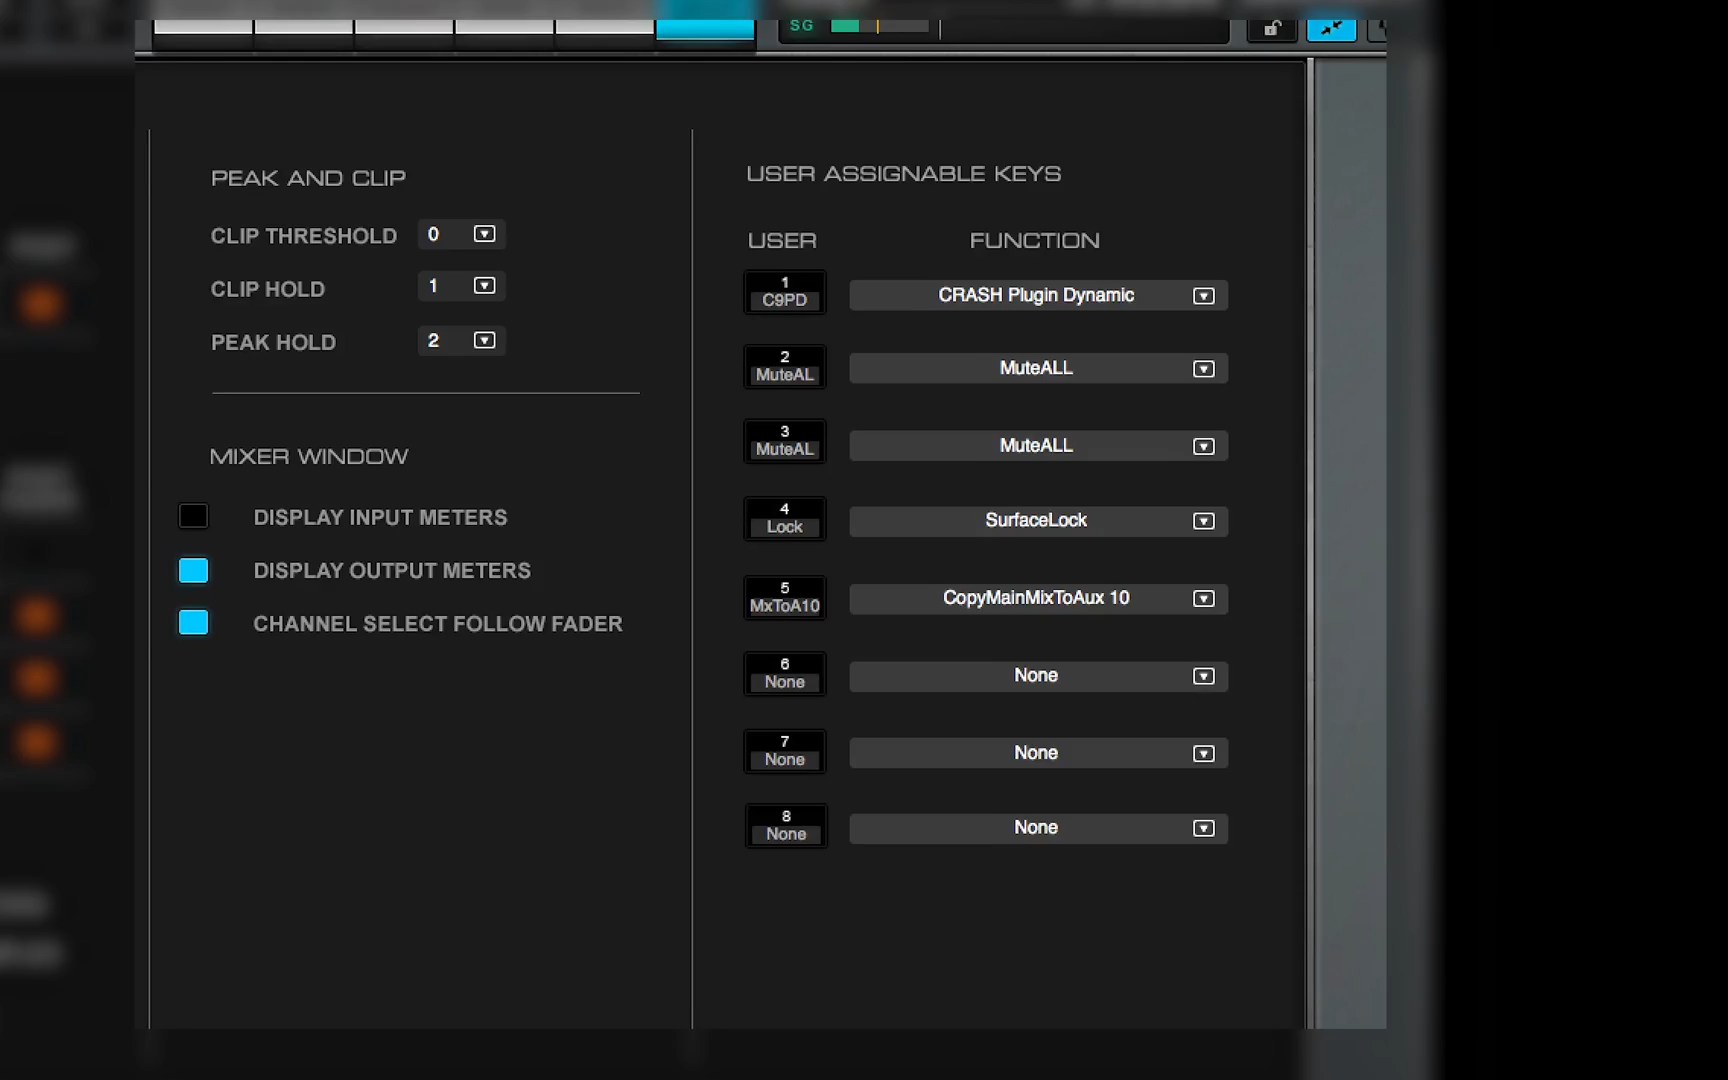 SG
PEAK AND CLIP
CLIP THRESHOLD 0
CLIP HOLD 1
PEAK HOLD 2
MIXER WINDOW
DISPLAY INPUT METERS
DISPLAY OUTPUT METERS
CHANNEL SELECT FOLLOW FADER
USER ASSIGNABLE KEYS
USER FUNCTION
1
C9PD
CRASH Plugin Dynamic
2
MuteAL
MuteALL
3
MuteAL
MuteALL
4
Lock
SurfaceLock
5
MxToA10
CopyMainMixToAux 10
6
None
None
7
None
None
8
None
None